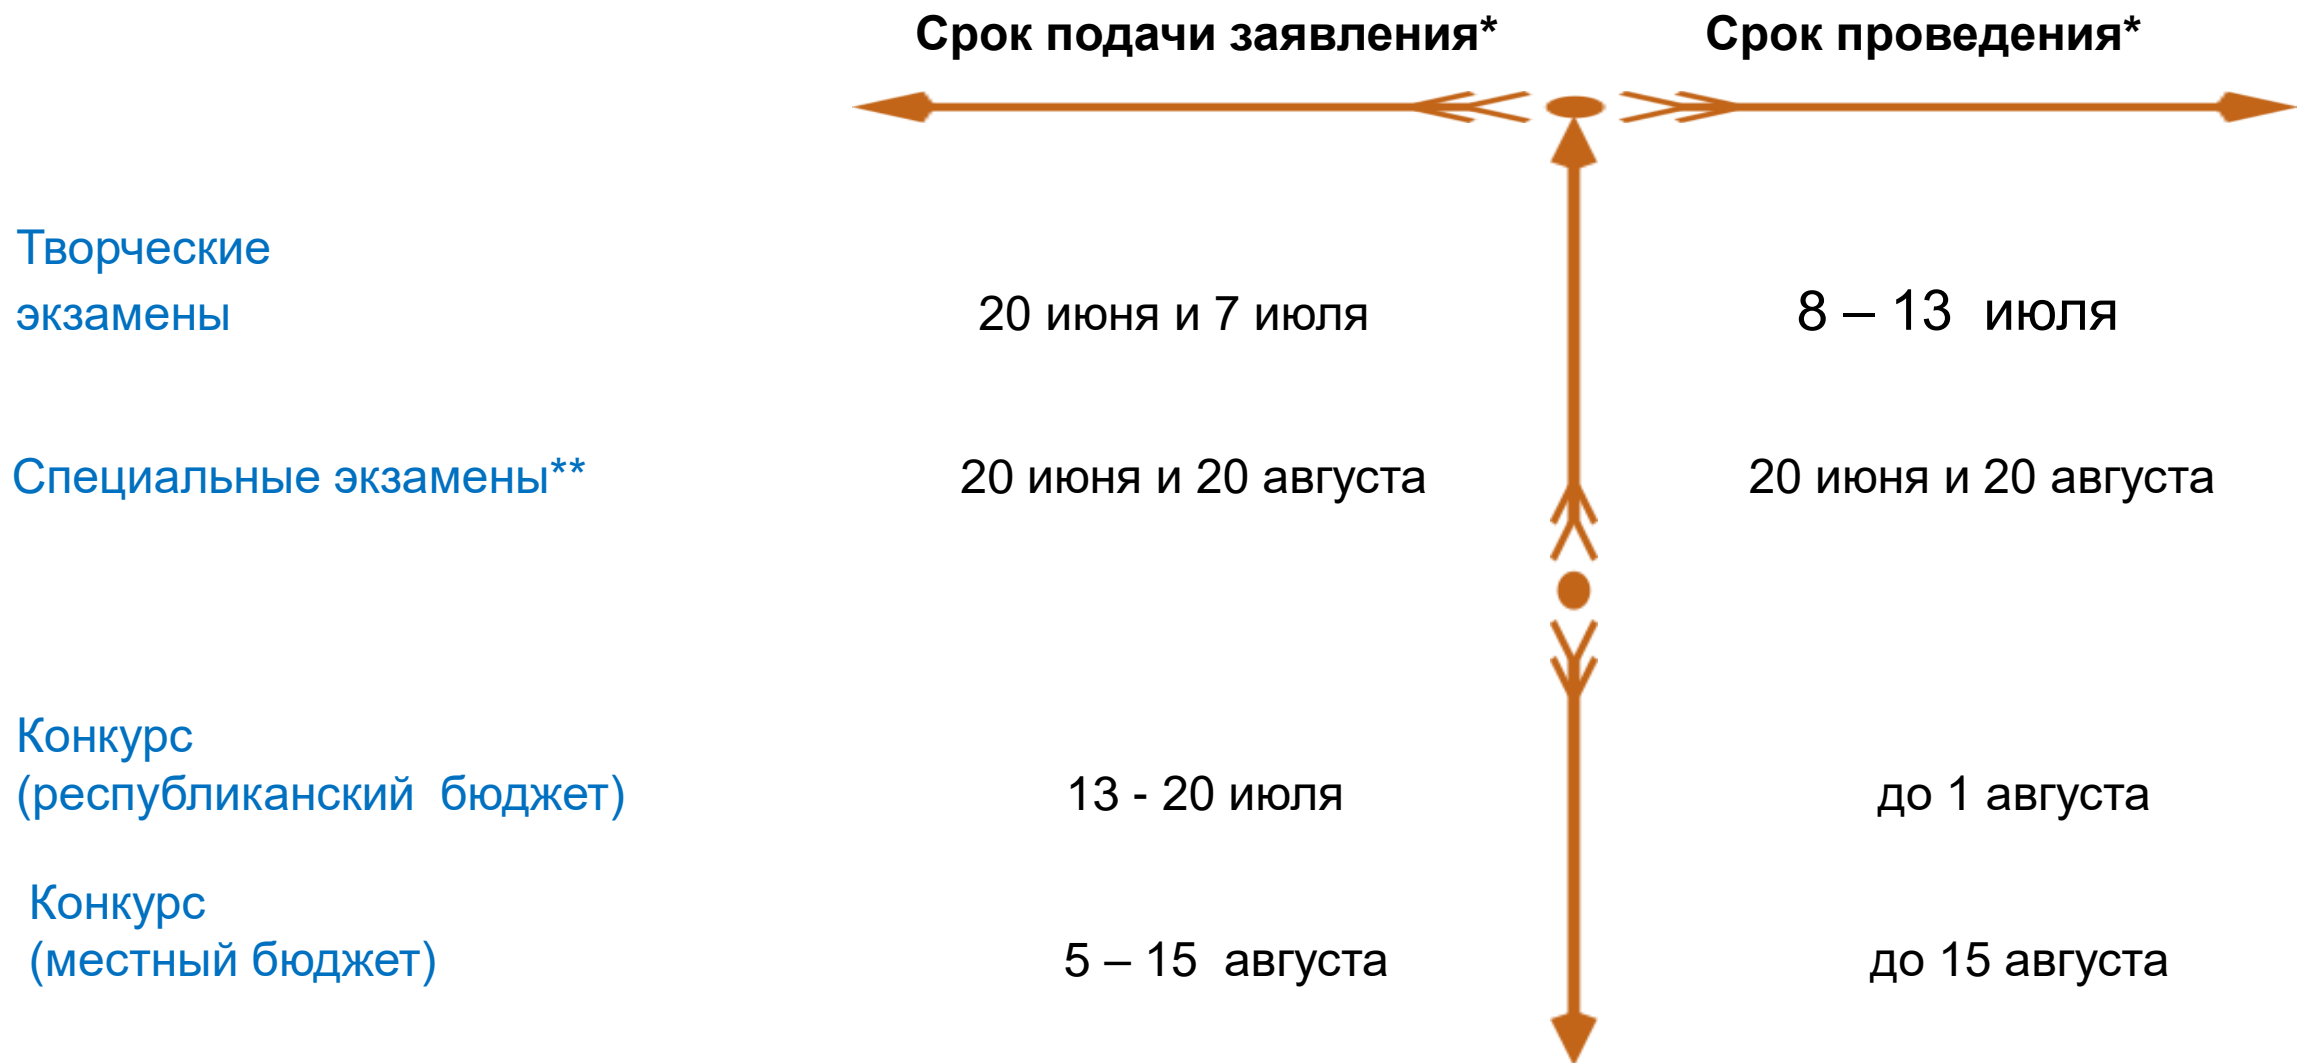 Срок подачи заявления* Срок проведения*
Творческие
экзамены 20 июня и 7 июля 8 – 13 июля
Специальные экзамены** 20 июня и 20 августа 20 июня и 20 августа
Конкурс
(республиканский бюджет) 13 - 20 июля до 1 августа
Конкурс
(местный бюджет) 5 – 15 августа до 15 августа